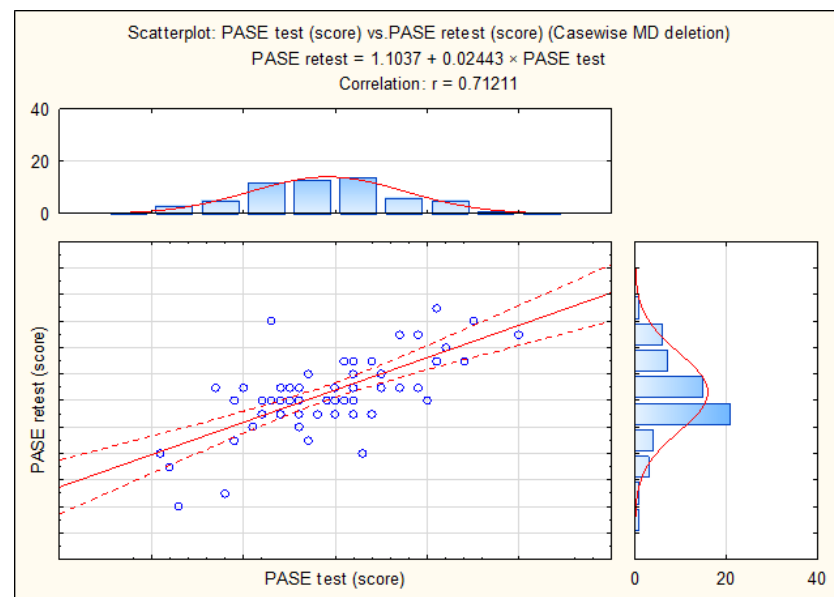 Scatterplot: PASE test (score) vs.PASE retest (score) (Casewise MD deletion)
PASE retest = 1.1037 + 0.02443 × PASE test
Correlation: r = 0.71211
40
20
0
PASE retest (score)
PASE test (score)
0
20
40